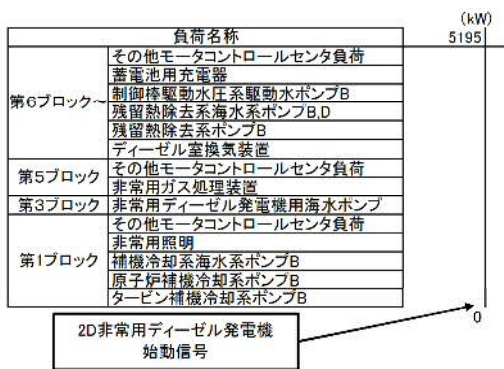 (kW)
負荷名称
5195
第6ブロック～
その他モータコントロールセンタ負荷
蓄電池用充電器
制御棒駆動水圧系駆動水ポンプB
残留熱除去系海水系ポンプB,D
残留熱除去系ポンプB
ディーゼル室換気装置
第5ブロック
その他モータコントロールセンタ負荷
非常用ガス処理装置
第3ブロック
非常用ディーゼル発電機用海水ポンプ
第1ブロック
その他モータコントロールセンタ負荷
非常用照明
補機冷却系海水系ポンプB
原子炉補機冷却系ポンプB
タービン補機冷却系ポンプB
0
2D非常用ディーゼル発電機
始動信号